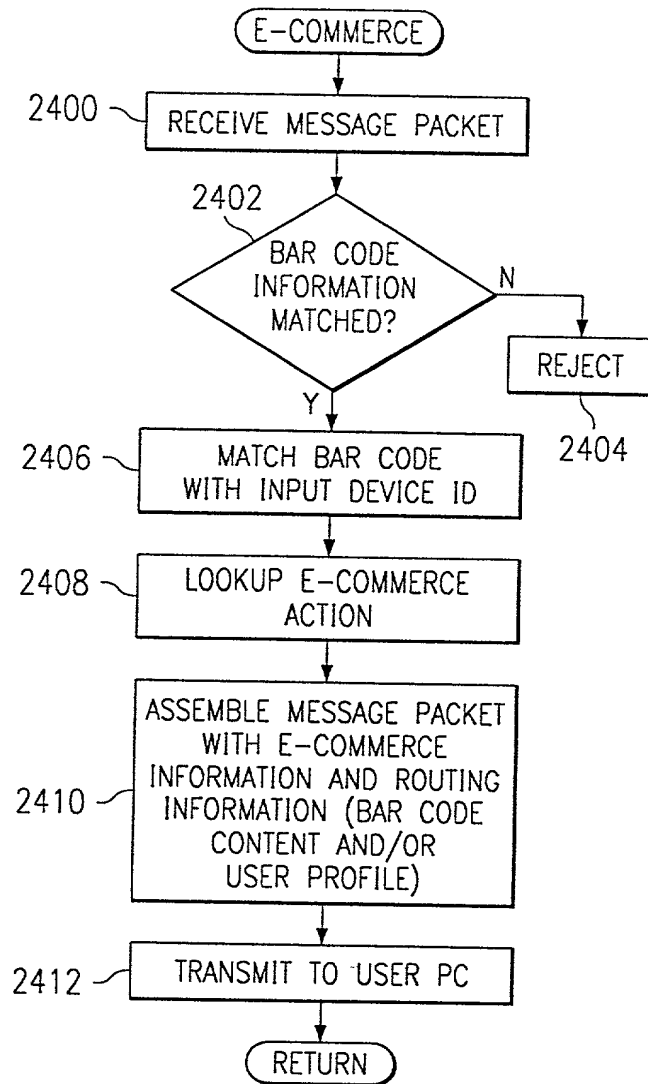 E-COMMERCE
2400
RECEIVE MESSAGE PACKET
2402
BAR CODE
INFORMATION
MATCHED?
N
REJECT
2404
Y
2406
MATCH BAR CODE
WITH INPUT DEVICE ID
2408
LOOKUP E-COMMERCE
ACTION
2410
ASSEMBLE MESSAGE PACKET
WITH E-COMMERCE
INFORMATION AND ROUTING
INFORMATION (BAR CODE
CONTENT AND/OR
USER PROFILE)
2412
TRANSMIT TO USER PC
RETURN